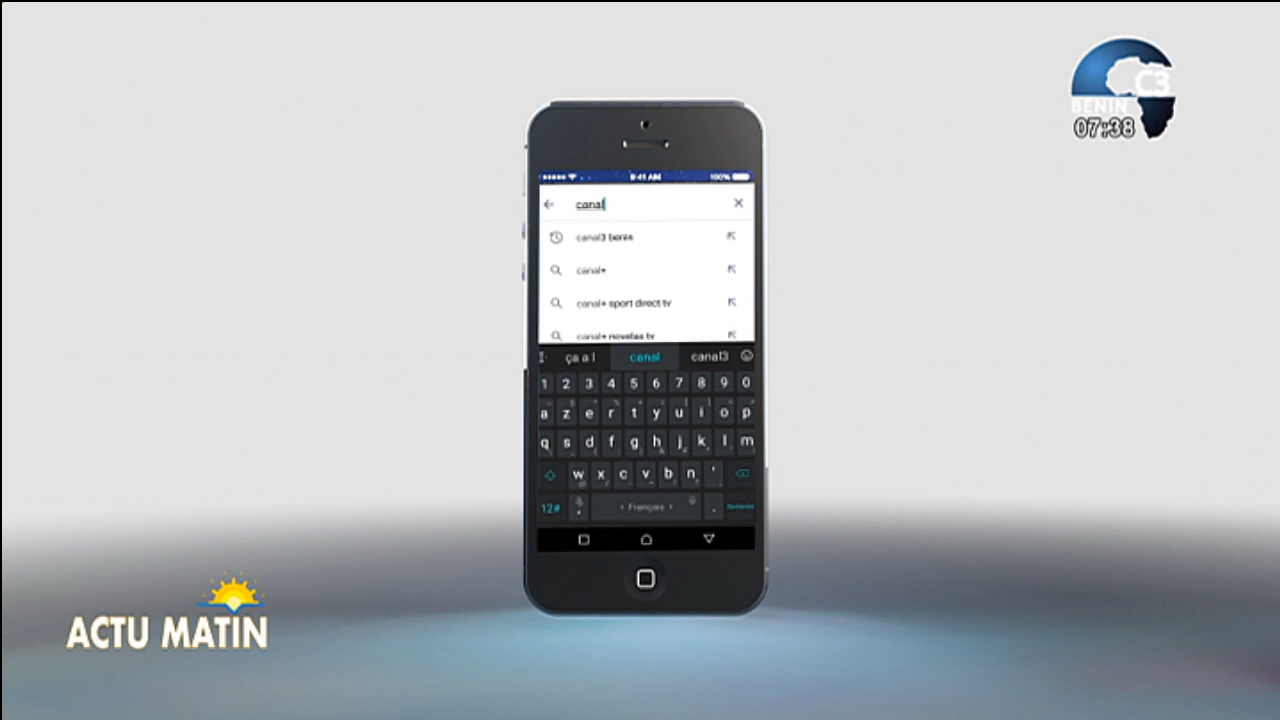 C3
BENIN
07:38
9:41 AM 100%
canal
canal3 benin
canal+
canal+ sport direct tv
canal+ novelas tv
ça a l canal canal3
1 2 3 4 5 6 7 8 9 0
a z e r t y u i o p
q s d f g h j k l m
w x c v b n '
12# Français .
ACTU MATIN